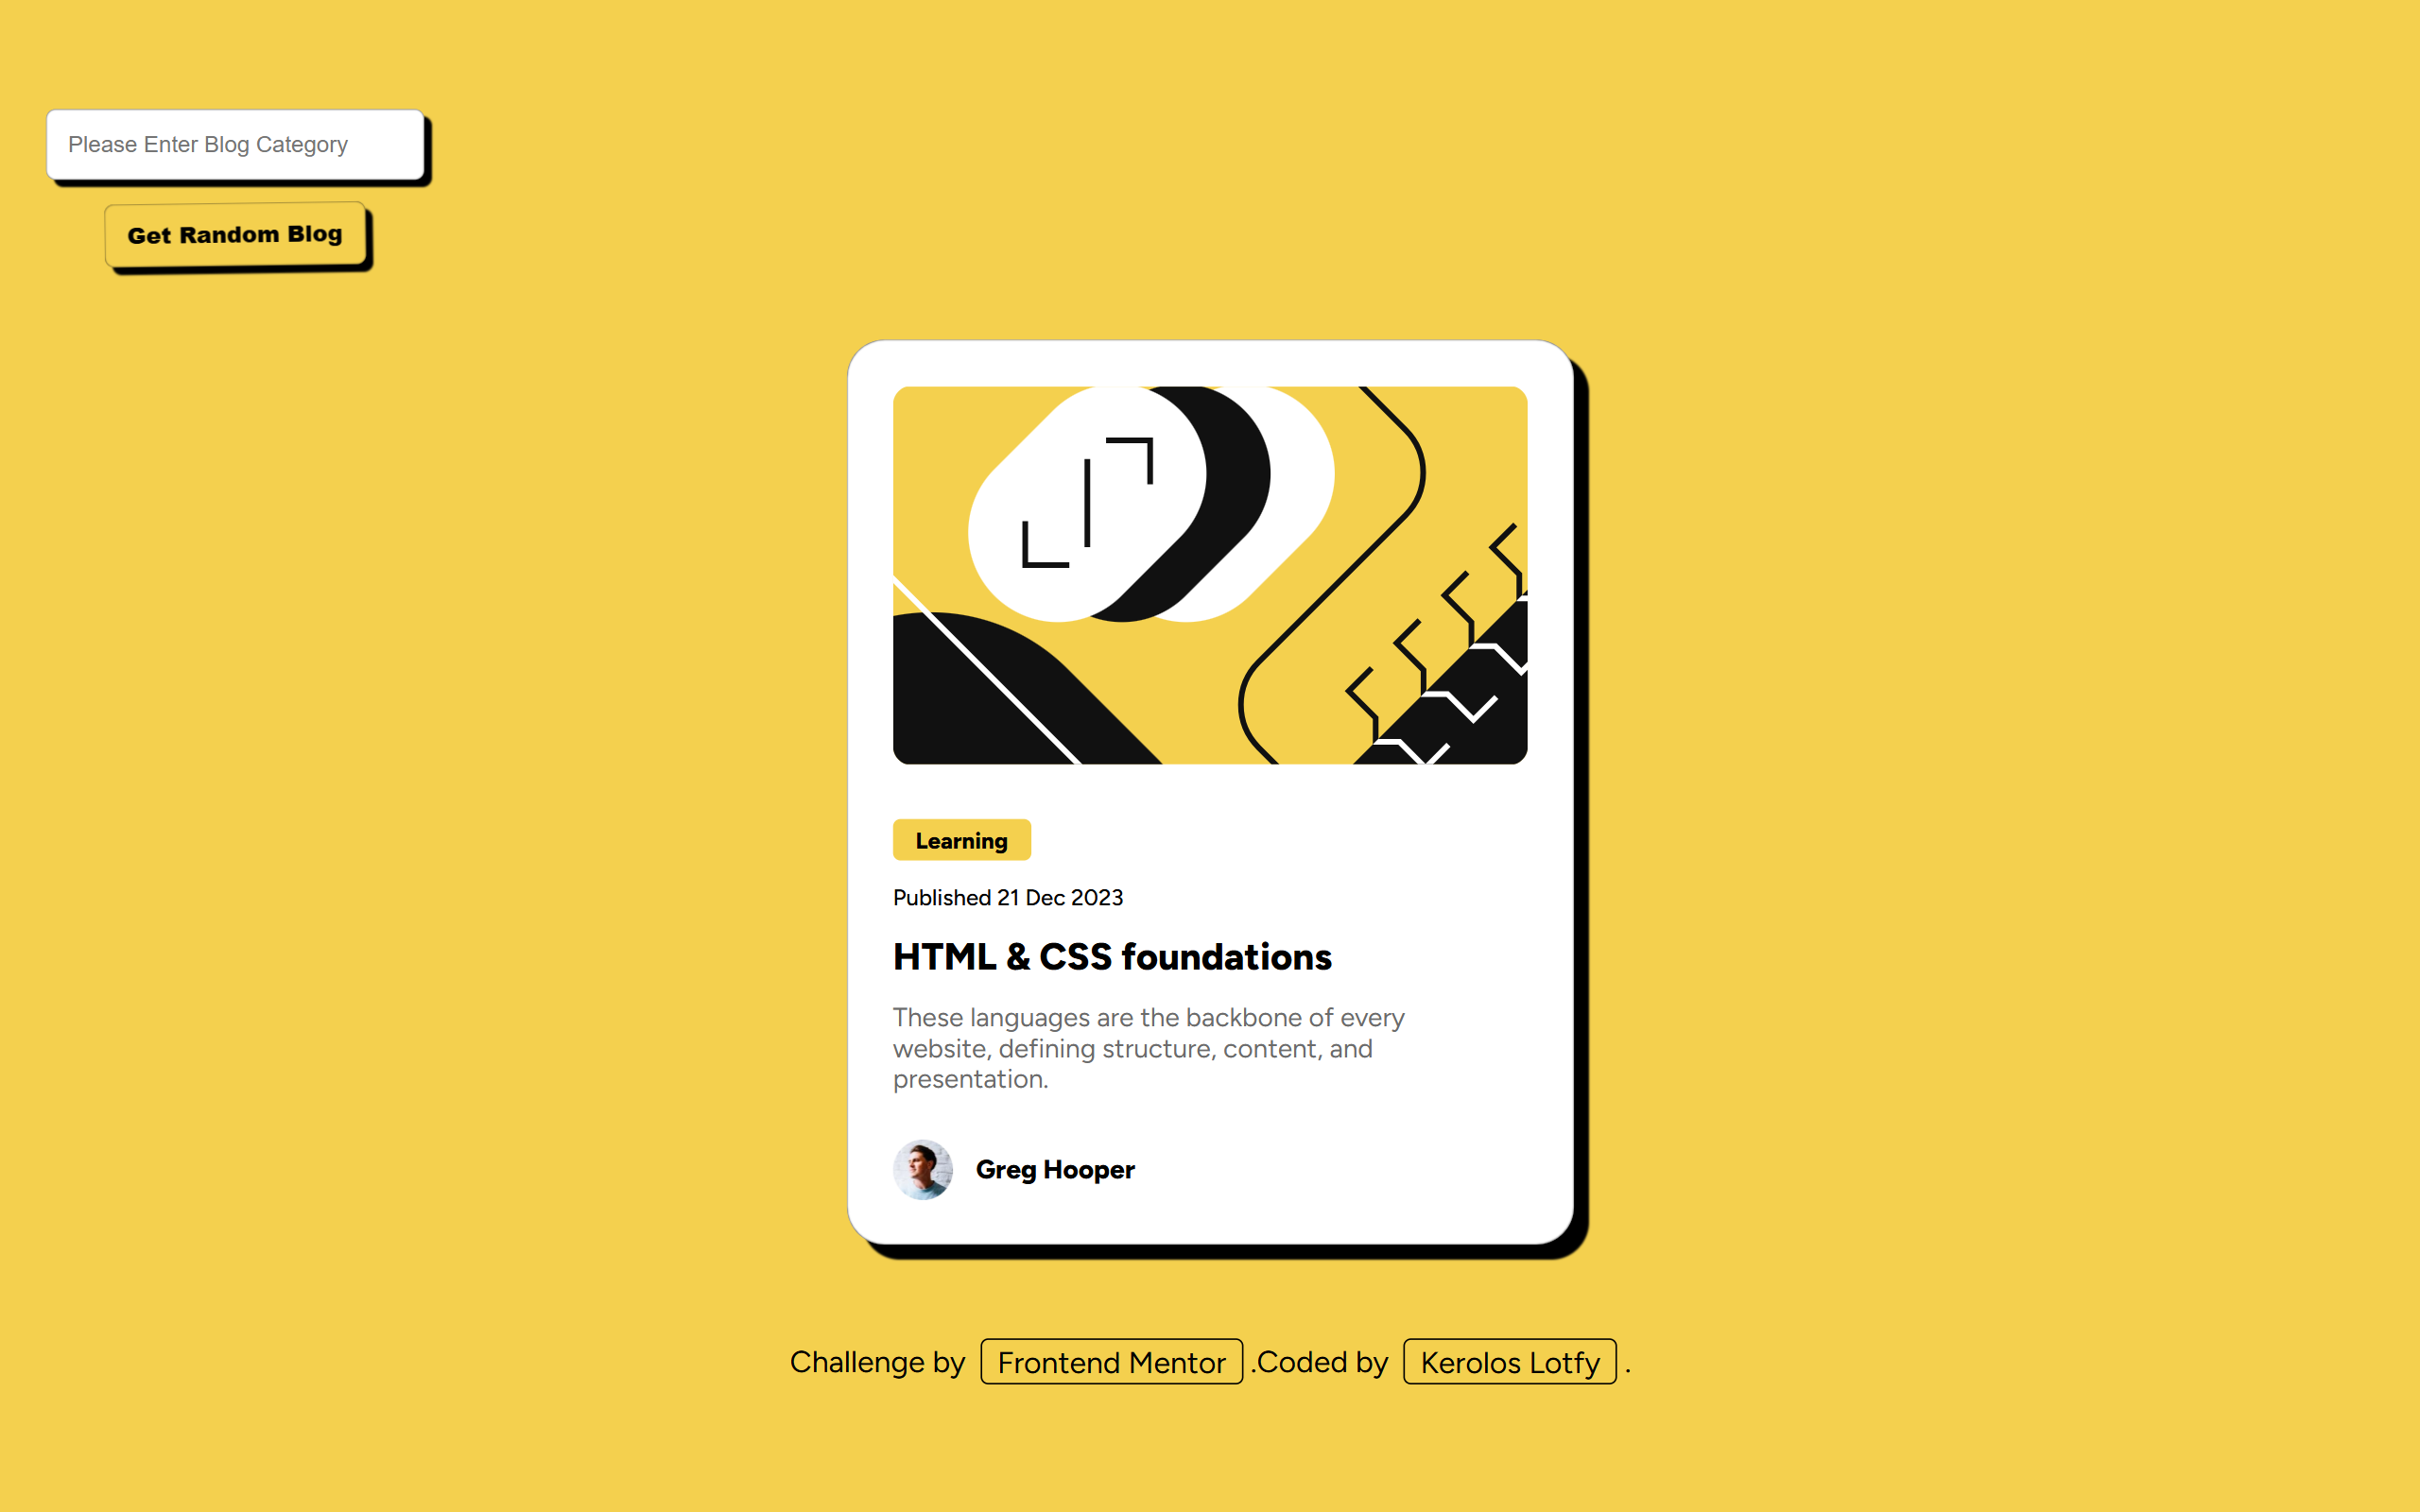 Please Enter Blog Category
Get Random Blog
Learning
Published 21 Dec 2023
HTML & CSS foundations
These languages are the backbone of every
website, defining structure, content, and
presentation.
Greg Hooper
Challenge by Frontend Mentor .Coded by Kerolos Lotfy .